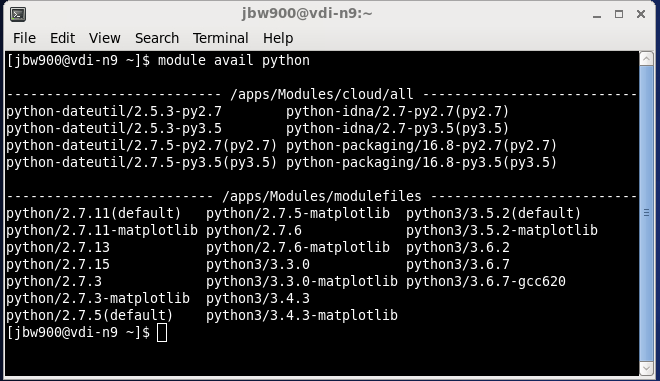 jbw900@vdi-n9:~
File Edit View Search Terminal Help
[jbw900@vdi-n9 ~]$ module avail python
--------------------------- /apps/Modules/cloud/all ---------------------------
python-dateutil/2.5.3-py2.7        python-idna/2.7-py2.7(py2.7)
python-dateutil/2.5.3-py3.5        python-idna/2.7-py3.5(py3.5)
python-dateutil/2.7.5-py2.7(py2.7) python-packaging/16.8-py2.7(py2.7)
python-dateutil/2.7.5-py3.5(py3.5) python-packaging/16.8-py3.5(py3.5)
-------------------------- /apps/Modules/modulefiles --------------------------
python/2.7.11(default)   python/2.7.5-matplotlib  python3/3.5.2(default)
python/2.7.11-matplotlib python/2.7.6             python3/3.5.2-matplotlib
python/2.7.13            python/2.7.6-matplotlib  python3/3.6.2
python/2.7.15            python3/3.3.0            python3/3.6.7
python/2.7.3             python3/3.3.0-matplotlib python3/3.6.7-gcc620
python/2.7.3-matplotlib  python3/3.4.3
python/2.7.5(default)    python3/3.4.3-matplotlib
[jbw900@vdi-n9 ~]$